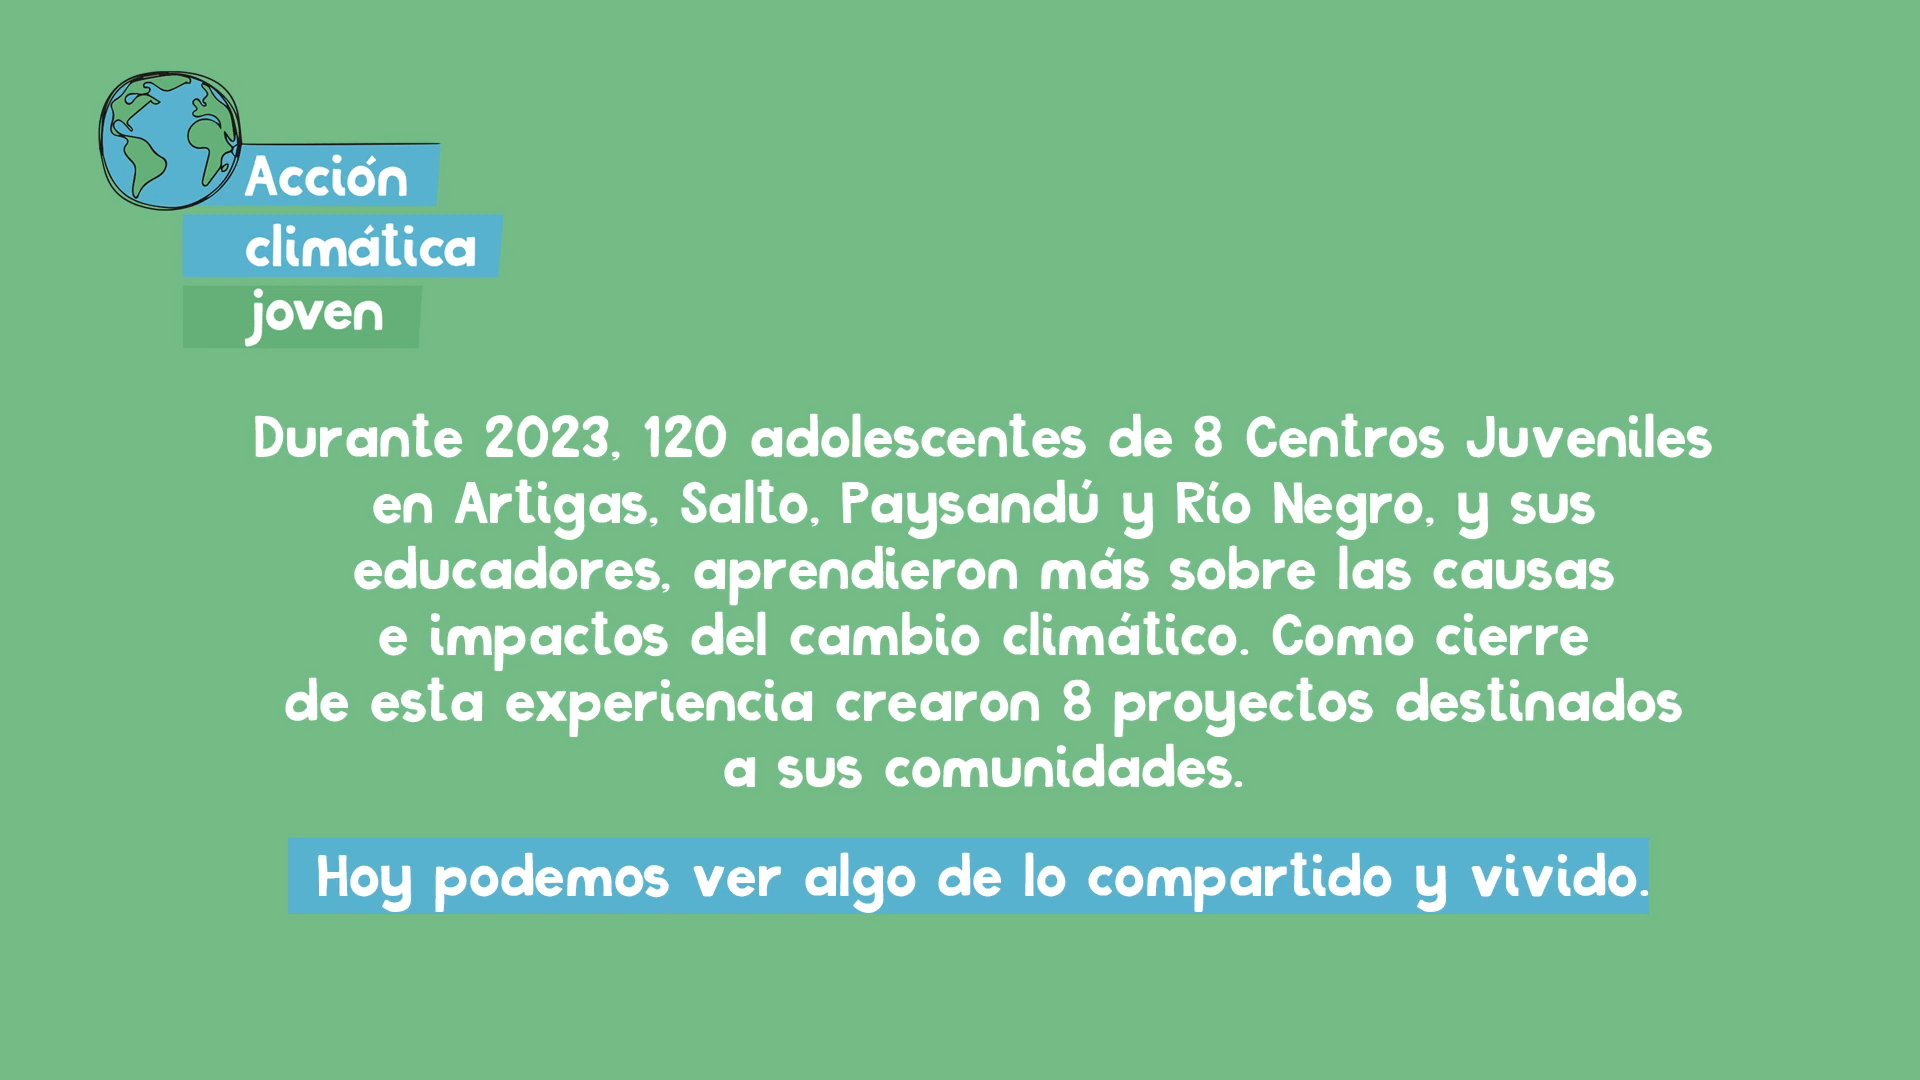 Acción
climática
joven
Durante 2023, 120 adolescentes de 8 Centros Juveniles
en Artigas, Salto, Paysandú y Río Negro, y sus
educadores, aprendieron más sobre las causas
e impactos del cambio climático. Como cierre
de esta experiencia crearon 8 proyectos destinados
a sus comunidades.
Hoy podemos ver algo de lo compartido y vivido.